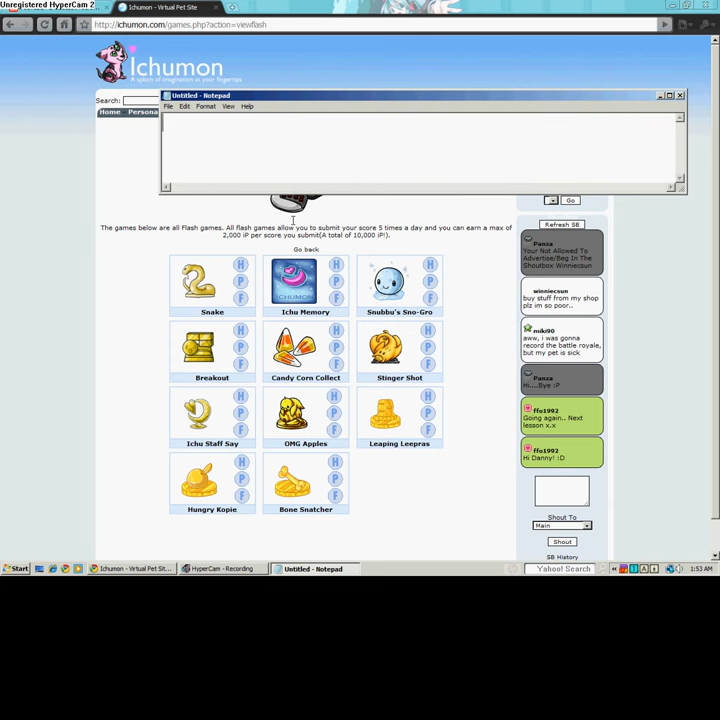 Unregistered HyperCam 2
Ichumon - Virtual Pet Site
http://ichumon.com/games.php?action=viewflash
Ichumon
A splash of imagination at your fingertips
Search:
Home
Persona
Untitled - Notepad
File Edit Format View Help
Go
The games below are all Flash games. All flash games allow you to submit your score 5 times a day and you can earn a max of
2,000 iP per score you submit(A total of 10,000 iP!).
Go back
H H H
P P P
F F F
Snake Ichu Memory Snubbu's Sno-Gro
H H H
P P P
F F F
Breakout Candy Corn Collect Stinger Shot
H H H
P P P
F F F
Ichu Staff Say OMG Apples Leaping Leepras
H H
P P
F F
Hungry Kopie Bone Snatcher
Refresh SB
Panza
Your Not Allowed To
Advertise/Beg In The
Shoutbox Winniecsun
winniecsun
buy stuff from my shop
plz im so poor..
miki90
aww, i was gonna
record the battle royale,
but my pet is sick
Panza
Hi....Bye :P
ffo1992
Going again.. Next
lesson x.x
ffo1992
Hi Danny! :D
Shout To
Main
Shout
SB History
Start
Ichumon - Virtual Pet Sit...
HyperCam - Recording
Untitled - Notepad
Yahoo! Search
1:53 AM